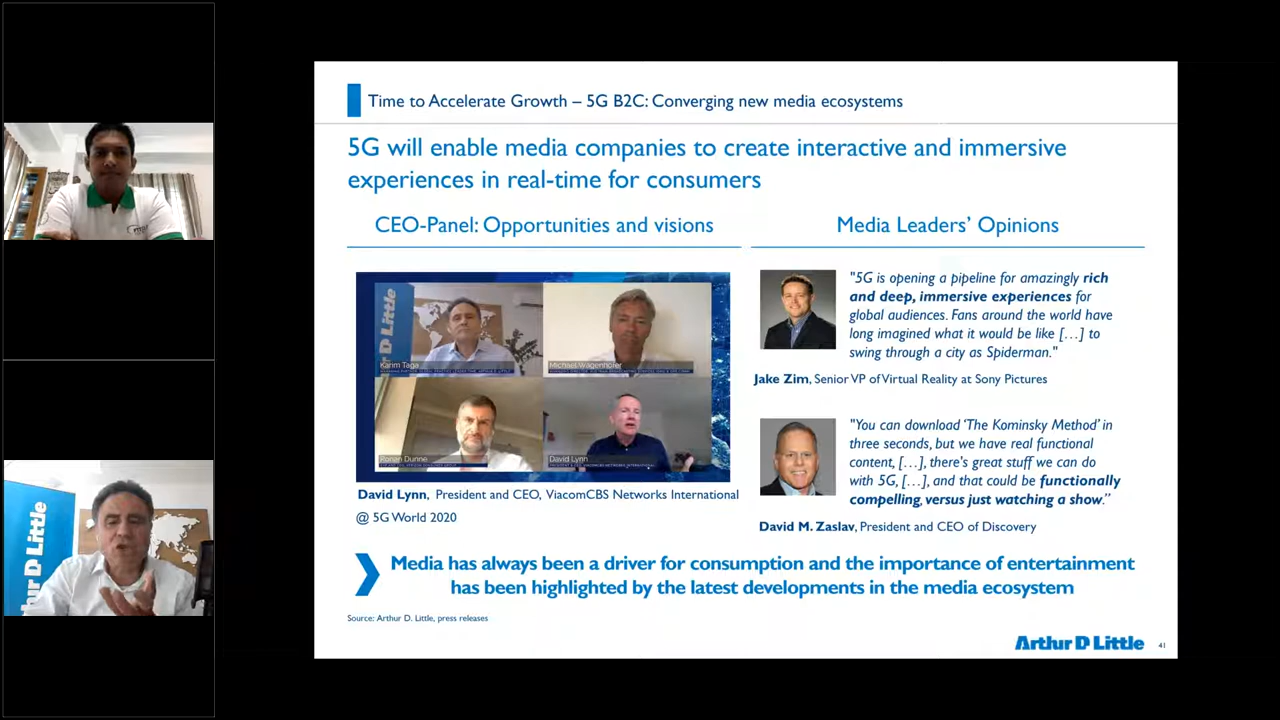 Time to Accelerate Growth – 5G B2C: Converging new media ecosystems
5G will enable media companies to create interactive and immersive
experiences in real-time for consumers
CEO-Panel: Opportunities and visions
Karim Taga
Michael Wagenhofer
Ronan Dunne
David Lynn
David Lynn, President and CEO, ViacomCBS Networks International
@ 5G World 2020
Media Leaders' Opinions
"5G is opening a pipeline for amazingly rich
and deep, immersive experiences for
global audiences. Fans around the world have
long imagined what it would be like […] to
swing through a city as Spiderman."
Jake Zim, Senior VP of Virtual Reality at Sony Pictures
"You can download 'The Kominsky Method' in
three seconds, but we have real functional
content, […], there's great stuff we can do
with 5G, […], and that could be functionally
compelling, versus just watching a show."
David M. Zaslav, President and CEO of Discovery
Media has always been a driver for consumption and the importance of entertainment
has been highlighted by the latest developments in the media ecosystem
Source: Arthur D. Little, press releases
Arthur D Little
41